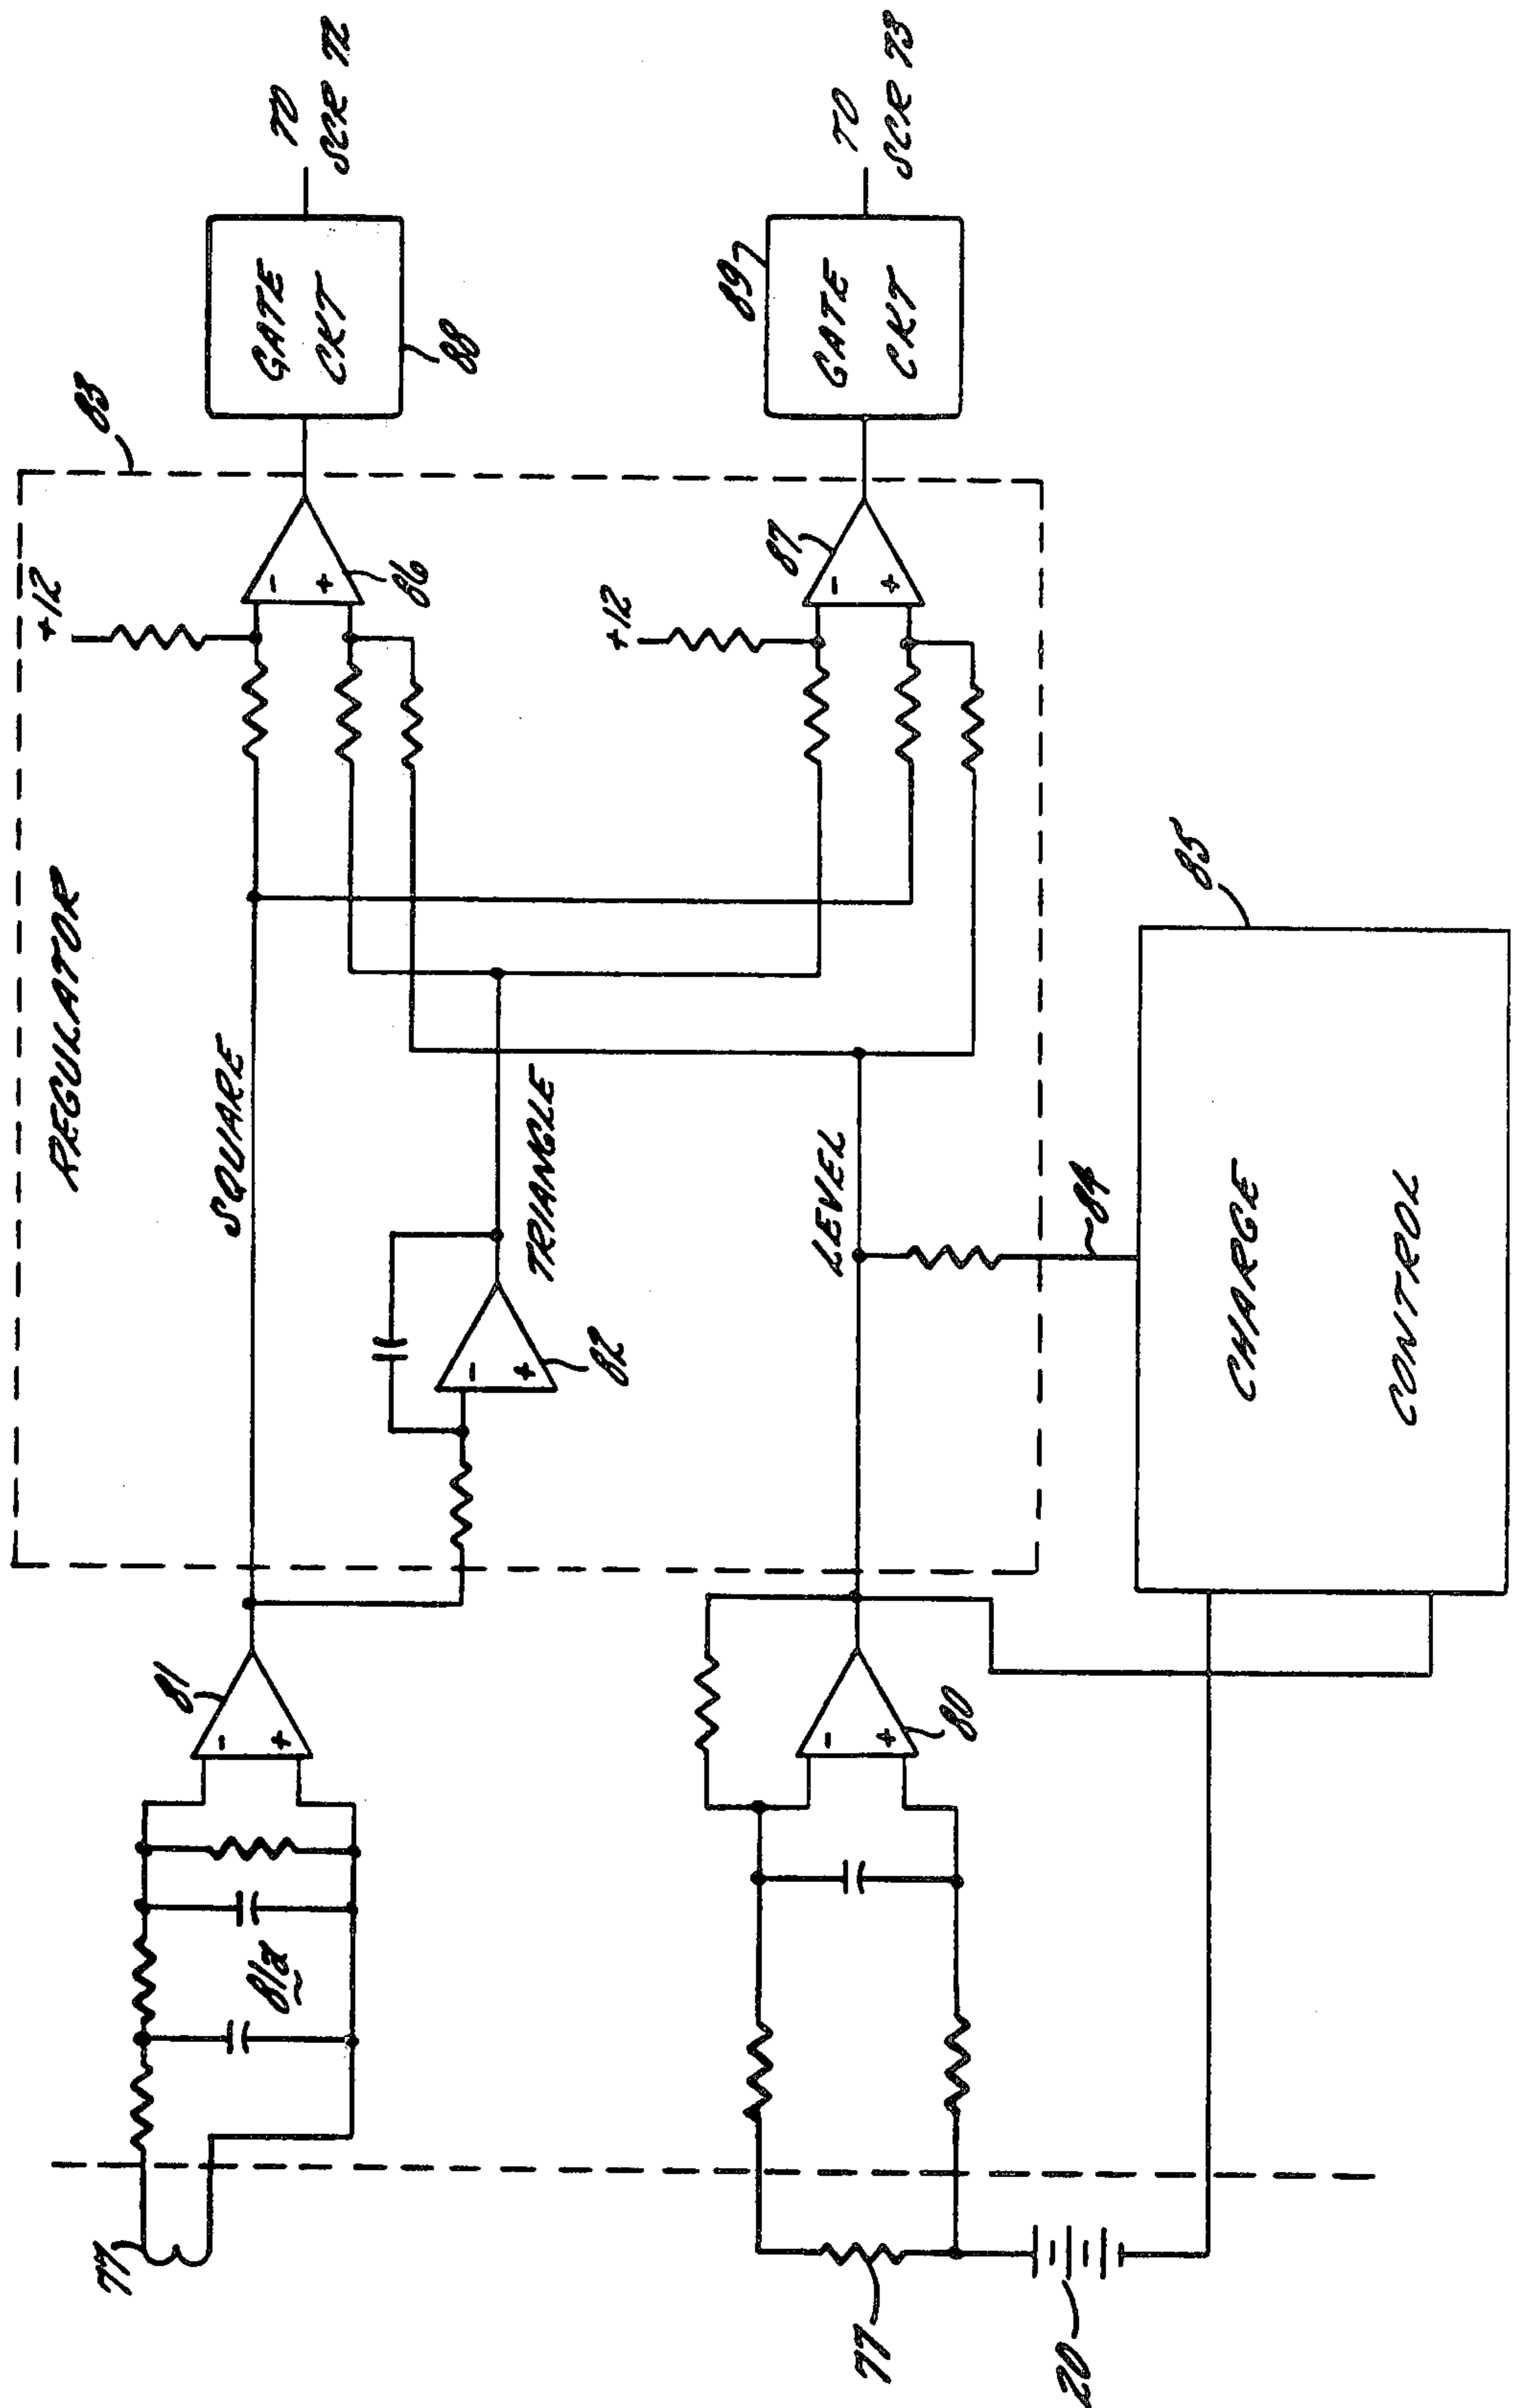 77
81a
81
SQUARE
REGULATOR
83
+12
86
GATE
CKT
88
TO
SCR 72
82
TRIANGLE
+12
87
89
GATE
CKT
TO
SCR 73
77
20
80
LEVEL
84
85
CHARGE
CONTROL